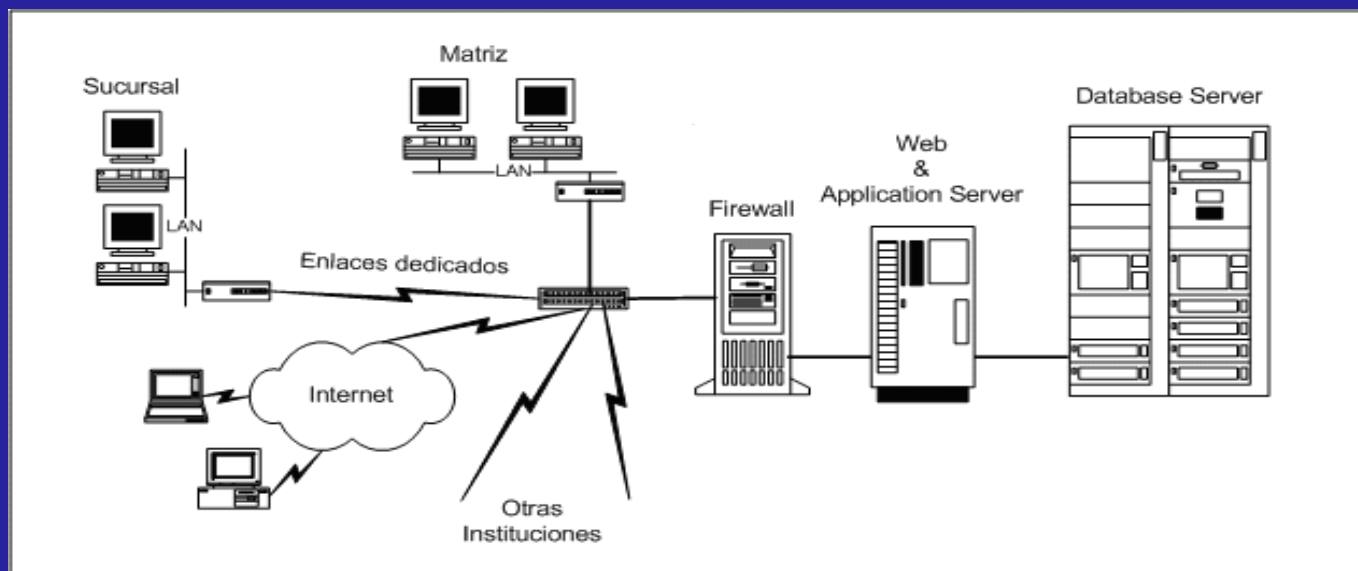 Matriz
Sucursal
Database Server
Web
&
Application Server
LAN
Firewall
LAN
Enlaces dedicados
Internet
Otras
Instituciones